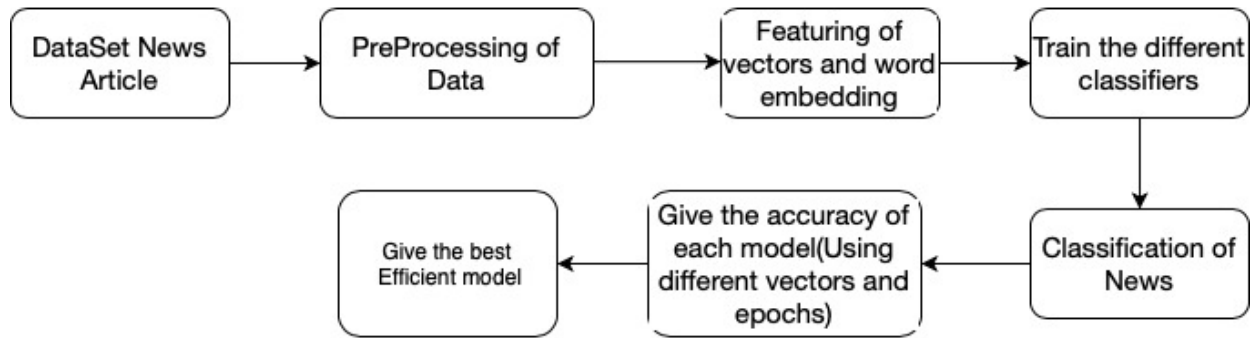 DataSet News
Article
PreProcessing of
Data
Featuring of
vectors and word
embedding
Train the different
classifiers
Classification of
News
Give the accuracy of
each model(Using
different vectors and
epochs)
Give the best
Efficient model